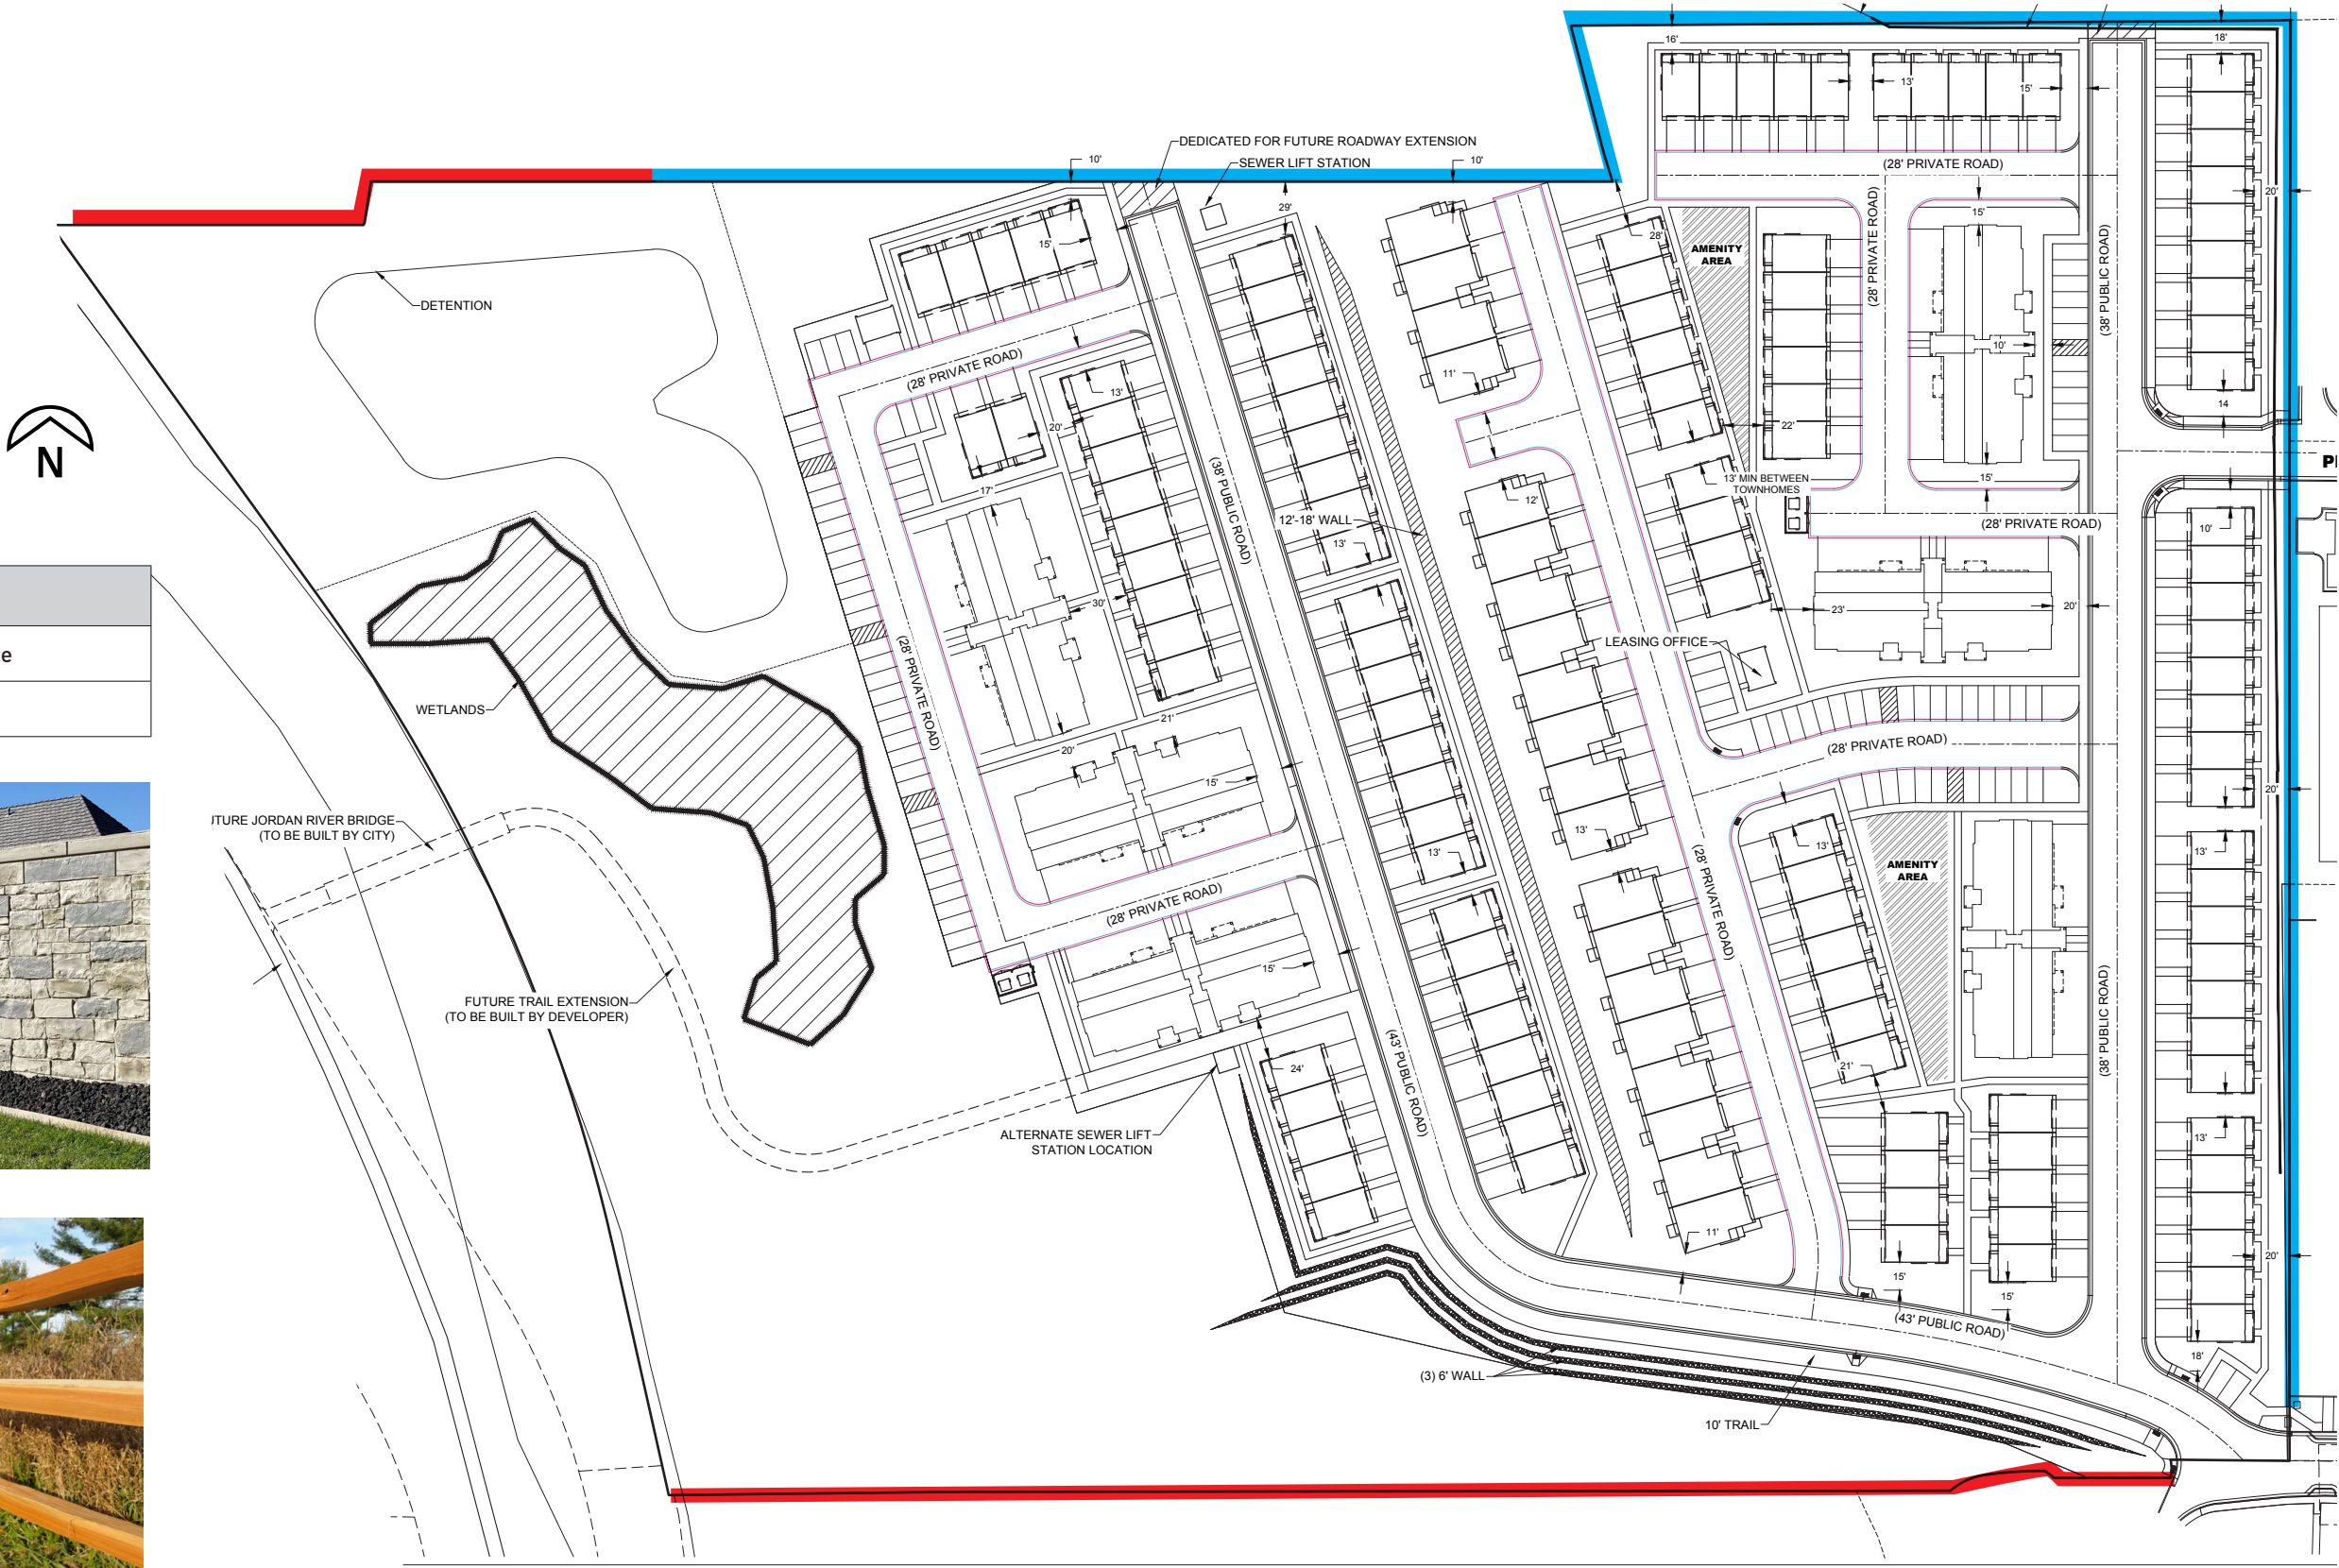 16'
18'
13'
15'
DEDICATED FOR FUTURE ROADWAY EXTENSION
SEWER LIFT STATION
10'
10'
(28' PRIVATE ROAD)
20'
29'
15'
28'
AMENITY
AREA
(28' PRIVATE ROAD)
15'
(38' PUBLIC ROAD)
DETENTION
10'
(28' PRIVATE ROAD)
13'
11'
14
20'
22'
N
(38' PUBLIC ROAD)
17'
12'
13' MIN BETWEEN
TOWNHOMES
15'
12'-18' WALL
(28' PRIVATE ROAD)
10'
13'
30'
23'
20'
LEASING OFFICE
(28' PRIVATE ROAD)
WETLANDS
21'
20'
(28' PRIVATE ROAD)
15'
20'
TURE JORDAN RIVER BRIDGE
(TO BE BUILT BY CITY)
13'
13'
13'
13'
AMENITY
AREA
(28' PRIVATE ROAD)
(28' PRIVATE ROAD)
15'
FUTURE TRAIL EXTENSION
(TO BE BUILT BY DEVELOPER)
(38' PUBLIC ROAD)
(43' PUBLIC ROAD)
24'
21'
13'
ALTERNATE SEWER LIFT
STATION LOCATION
11'
20'
15'
15'
(43' PUBLIC ROAD)
18'
(3) 6' WALL
10' TRAIL